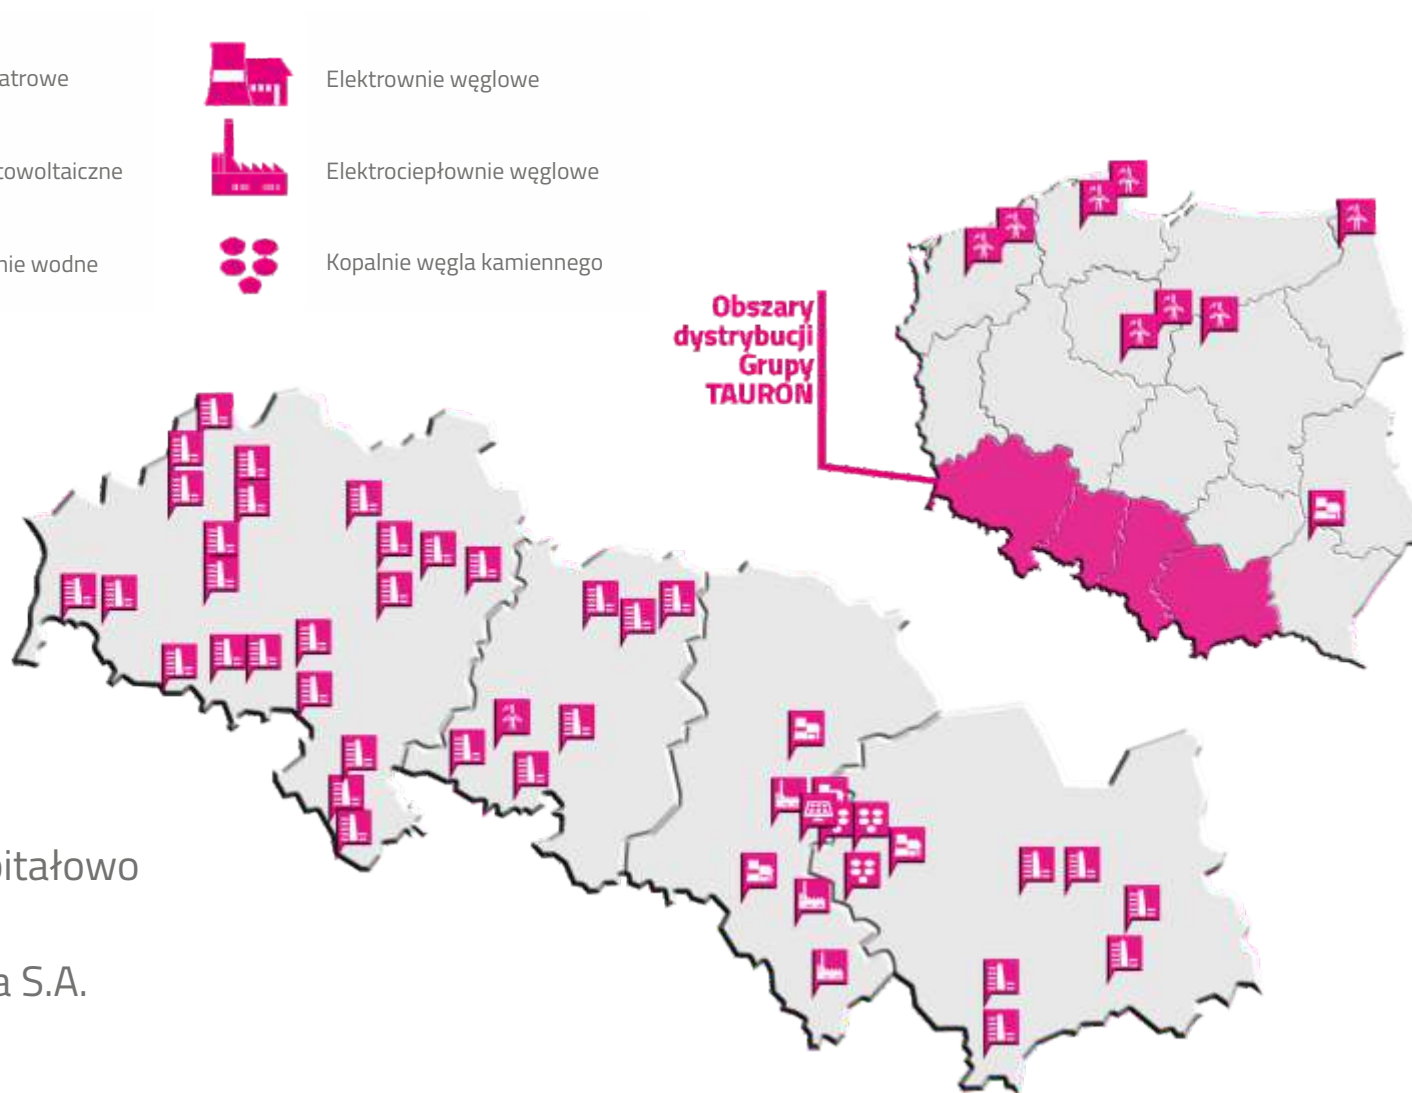 atrowe
Elektrownie węglowe
towoltaiczne
Elektrociepłownie węglowe
nie wodne
Kopalnie węgla kamiennego
Obszary
dystrybucji
Grupy
TAURON
pitałowo
a S.A.